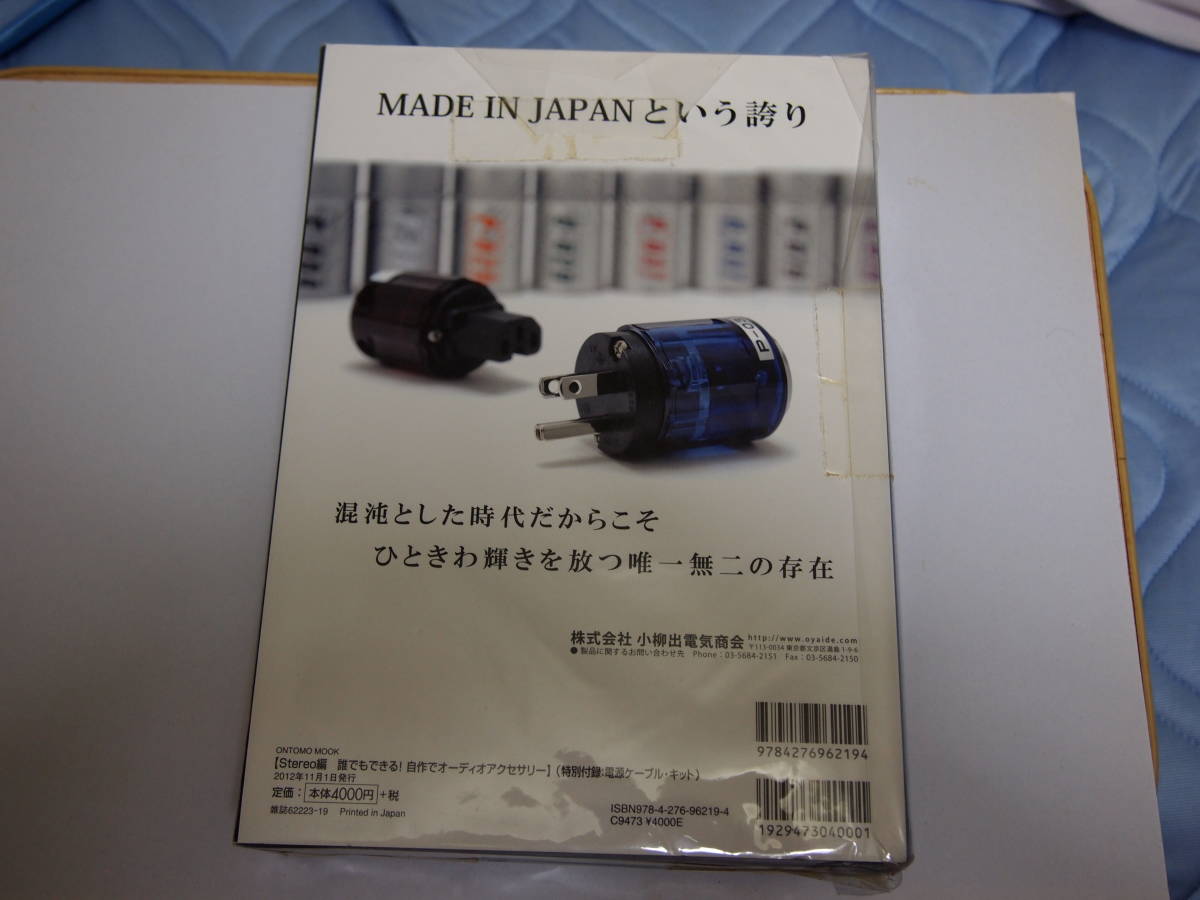 MADE IN JAPANという誇り
混沌とした時代だからこそ
ひときわ輝きを放つ唯一無二の存在
株式会社 小柳出電気商会 http://www.oyaide.com
〒113-0034 東京都文京区湯島1-9-6
●製品に関するお問い合わせ先 Phone:03-5684-2151 Fax:03-5684-2150
9784276962194
ONTOMO MOOK
【Stereo編 誰でもできる! 自作でオーディオアクセサリー】(特別付録:電源ケーブル・キット)
2012年11月1日発行
定価: 本体4000円 +税
雑誌62223-19 Printed in Japan
ISBN978-4-276-96219-4
C9473 ¥4000E
1929473040001